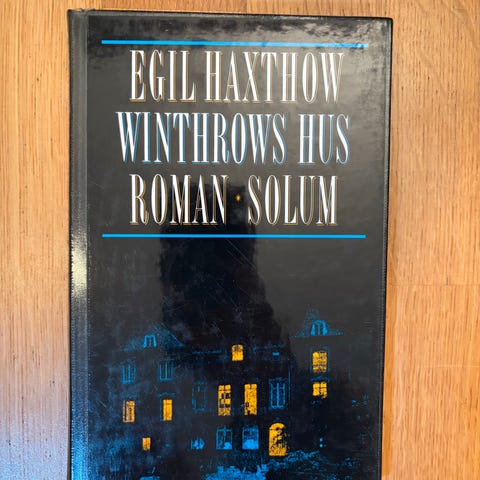 EGIL HAXTHOW
WINTHROWS HUS
ROMAN · SOLUM